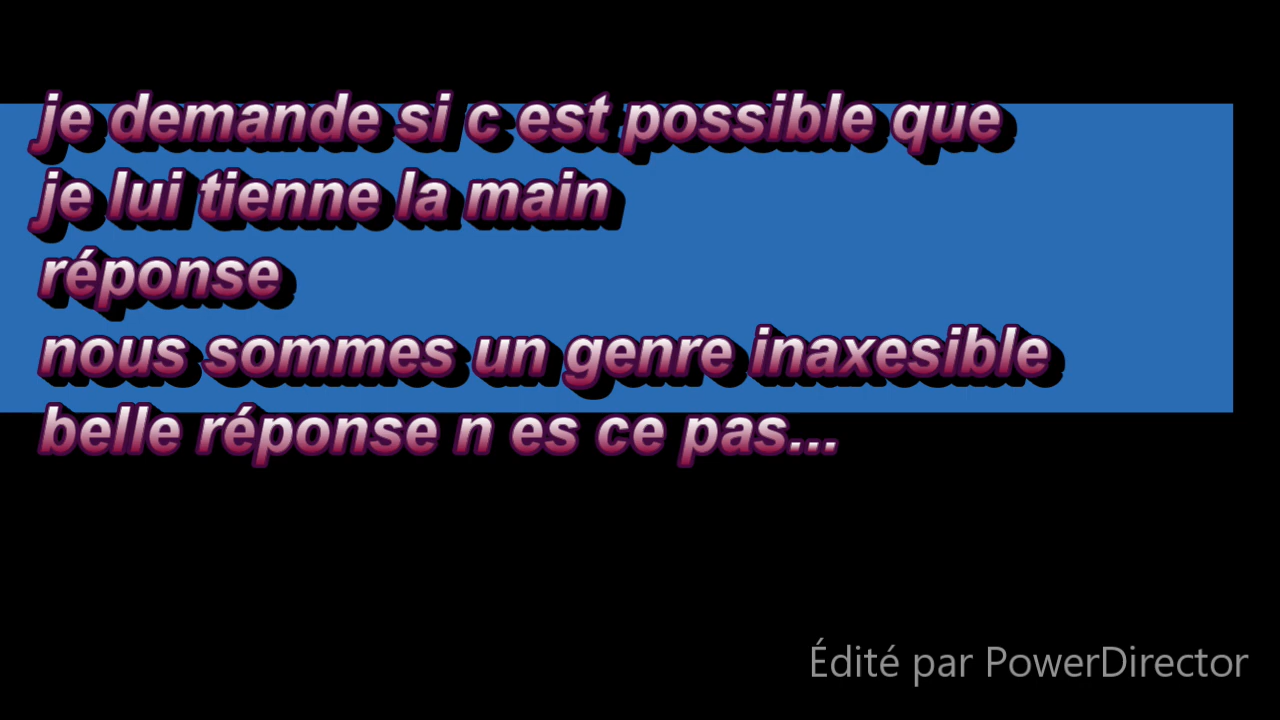 je demande si c est possible que
je lui tienne la main
réponse
nous sommes un genre inaxesible
belle réponse n es ce pas...
Édité par PowerDirector